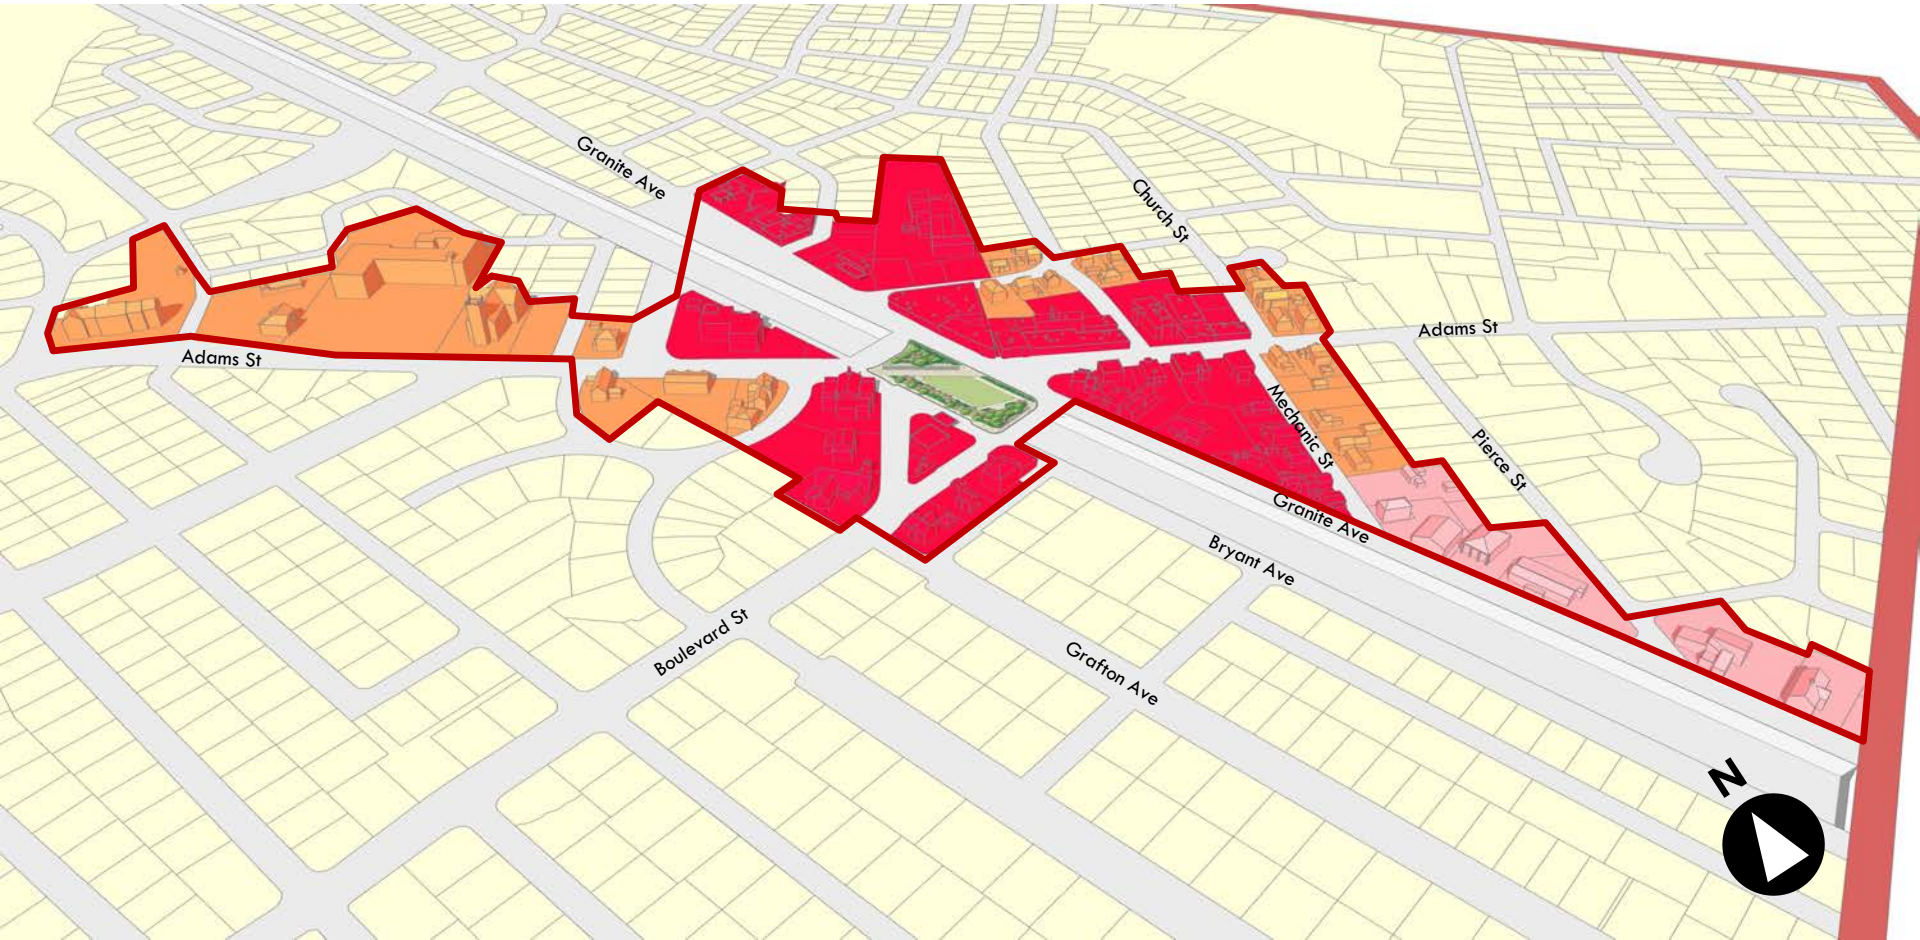 Granite Ave
Church St
Adams St
Adams St
Mechanic St
Pierce St
Granite Ave
Bryant Ave
Boulevard St
Grafton Ave
N